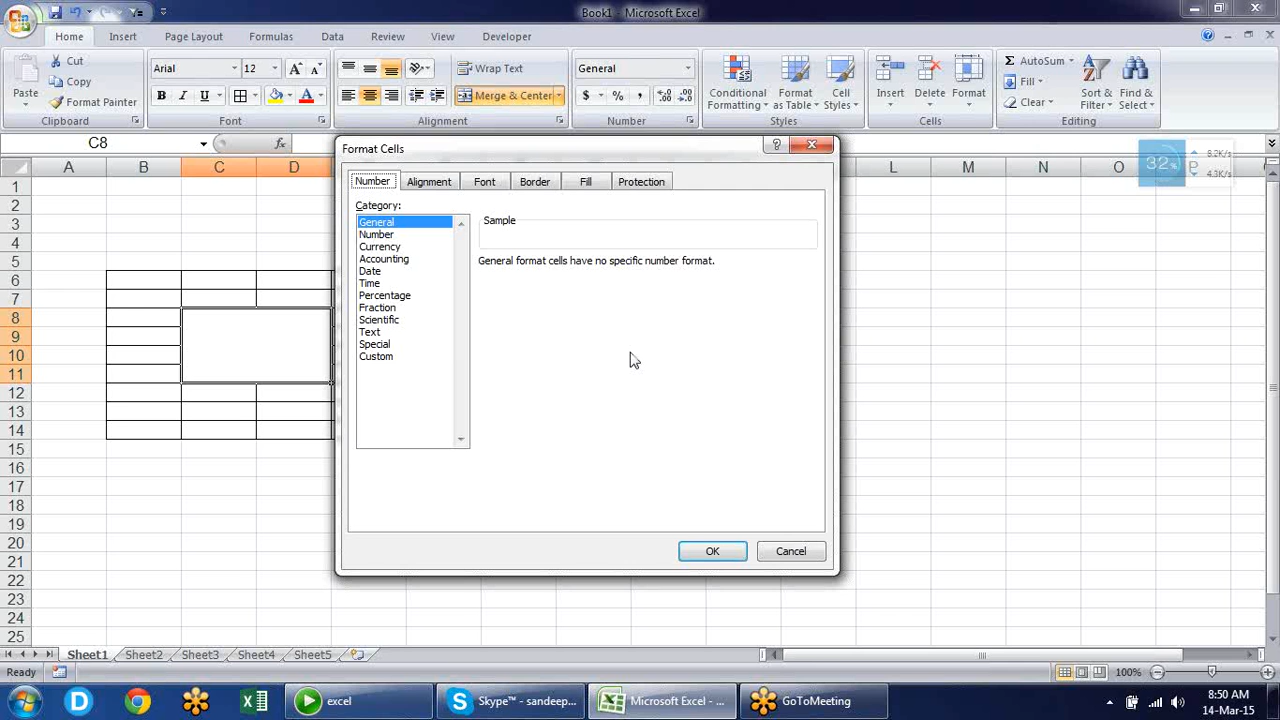 Book1 - Microsoft Excel
Home Insert Page Layout Formulas Data Review View Developer
Paste
Cut
Copy
Format Painter
Clipboard
Arial 12
B I U
Font
Wrap Text
Merge & Center
Alignment
General
$ % ,
Number
Conditional Formatting
Format as Table
Cell Styles
Styles
Insert Delete Format
Cells
Σ AutoSum
Fill
Clear
Sort & Filter
Find & Select
Editing
C8 fx
A B C D L M N O P
32%
8.2K/s
4.3K/s
1
2
3
4
5
6
7
8
9
10
11
12
13
14
15
16
17
18
19
20
21
22
23
24
25
Format Cells
Number Alignment Font Border Fill Protection
Category:
General
Number
Currency
Accounting
Date
Time
Percentage
Fraction
Scientific
Text
Special
Custom
Sample
General format cells have no specific number format.
OK Cancel
Sheet1 Sheet2 Sheet3 Sheet4 Sheet5
Ready 100%
excel
Skype™ - sandeep...
Microsoft Excel - ...
GoToMeeting
8:50 AM
14-Mar-15